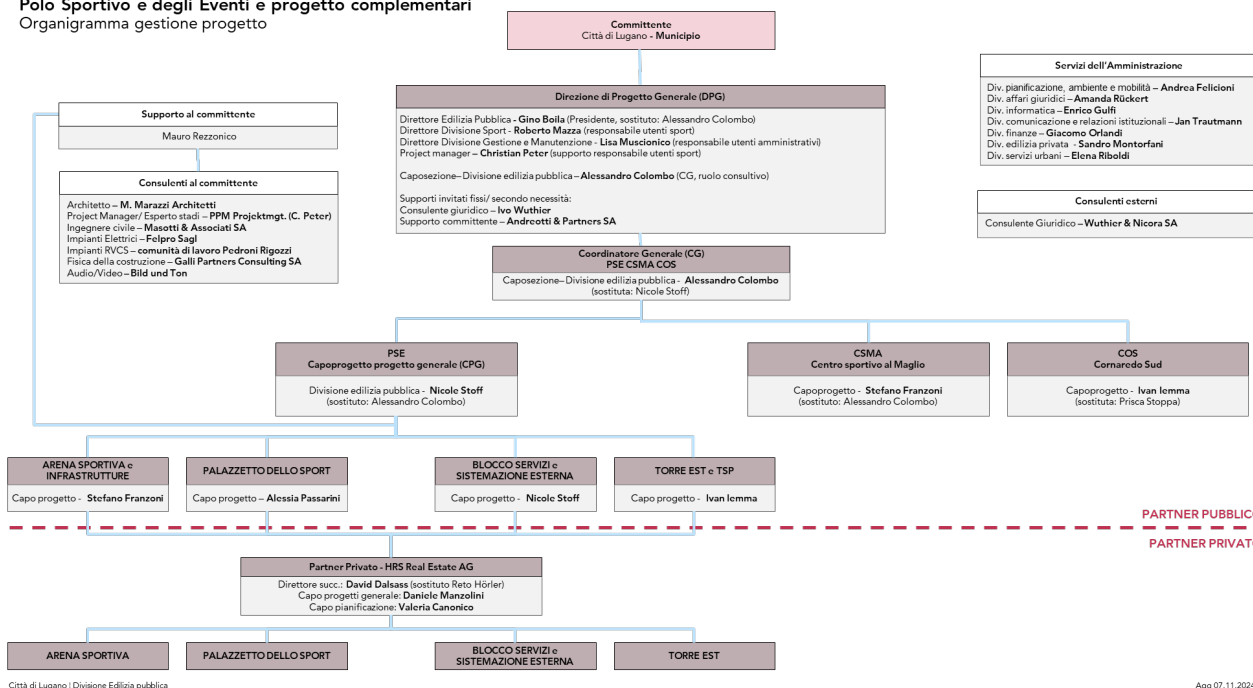 Polo Sportivo e degli Eventi e progetto complementari
Organigramma gestione progetto
Committente
Città di Lugano - Municipio
Servizi dell'Amministrazione
Div. pianificazione, ambiente e mobilità – Andrea Felicioni
Div. affari giuridici – Amanda Rückert
Div. informatica – Enrico Gulfi
Div. comunicazione e relazioni istituzionali – Jan Trautmann
Div. finanze – Giacomo Orlandi
Div. edilizia privata - Sandro Montorfani
Div. servizi urbani – Elena Riboldi
Direzione di Progetto Generale (DPG)
Direttore Edilizia Pubblica - Gino Boila (Presidente, sostituto: Alessandro Colombo)
Direttore Divisione Sport - Roberto Mazza (responsabile utenti sport)
Direttore Divisione Gestione e Manutenzione - Lisa Muscionico (responsabile utenti amministrativi)
Project manager – Christian Peter (supporto responsabile utenti sport)
Caposezione– Divisione edilizia pubblica – Alessandro Colombo (CG, ruolo consultivo)
Supporti invitati fissi/ secondo necessità:
Consulente giuridico – Ivo Wuthier
Supporto committente – Andreotti & Partners SA
Supporto al committente
Mauro Rezzonico
Consulenti al committente
Architetto – M. Marazzi Architetti
Project Manager/ Esperto stadi – PPM Projektmgt. (C. Peter)
Ingegnere civile – Masotti & Associati SA
Impianti Elettrici – Felpro Sagl
Impianti RVCS – comunità di lavoro Pedroni Rigozzi
Fisica della costruzione – Galli Partners Consulting SA
Audio/Video – Bild und Ton
Consulenti esterni
Consulente Giuridico – Wuthier & Nicora SA
Coordinatore Generale (CG)
PSE CSMA COS
Caposezione– Divisione edilizia pubblica - Alessandro Colombo
(sostituta: Nicole Stoff)
PSE
Capoprogetto progetto generale (CPG)
Divisione edilizia pubblica - Nicole Stoff
(sostituto: Alessandro Colombo)
CSMA
Centro sportivo al Maglio
Capoprogetto - Stefano Franzoni
(sostituto: Alessandro Colombo)
COS
Cornaredo Sud
Capoprogetto - Ivan Iemma
(sostituta: Prisca Stoppa)
ARENA SPORTIVA e
INFRASTRUTTURE
Capo progetto - Stefano Franzoni
PALAZZETTO DELLO SPORT
Capo progetto – Alessia Passarini
BLOCCO SERVIZI e
SISTEMAZIONE ESTERNA
Capo progetto - Nicole Stoff
TORRE EST e TSP
Capo progetto - Ivan Iemma
PARTNER PUBBLICO
PARTNER PRIVATO
Partner Privato - HRS Real Estate AG
Direttore succ.: David Dalsass (sostituto Reto Hörler)
Capo progetti generale: Daniele Manzolini
Capo pianificazione: Valeria Canonico
ARENA SPORTIVA
PALAZZETTO DELLO SPORT
BLOCCO SERVIZI e
SISTEMAZIONE ESTERNA
TORRE EST
Città di Lugano | Divisione Edilizia pubblica
Agg 07.11.2024